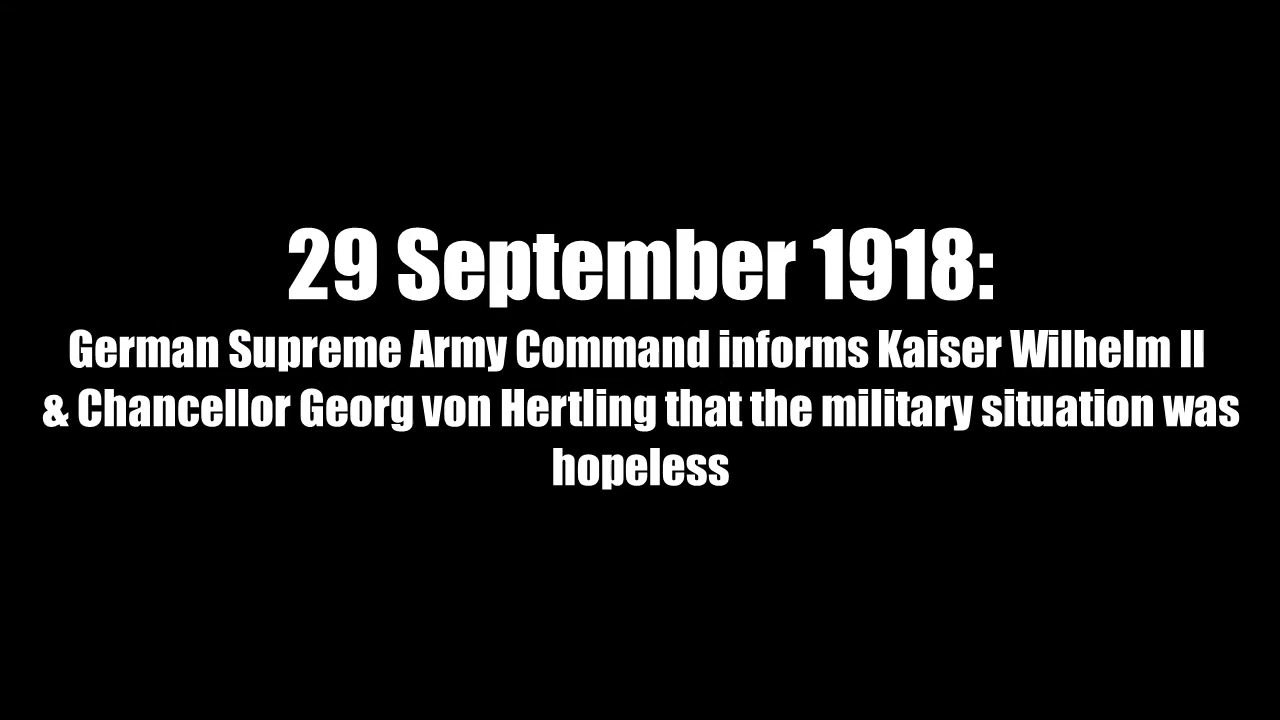 29 September 1918:
German Supreme Army Command informs Kaiser Wilhelm II
& Chancellor Georg von Hertling that the military situation was
hopeless